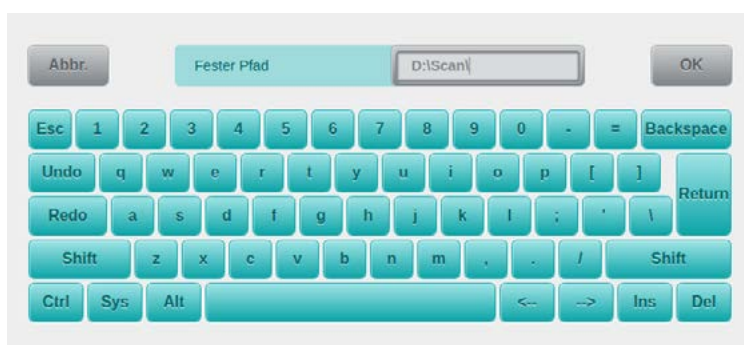 Abbr. Fester Pfad D:\Scan\ OK
Esc 1 2 3 4 5 6 7 8 9 0 - = Backspace
Undo q w e r t y u i o p [ ] Return
Redo a s d f g h j k l ; ' \
Shift z x c v b n m , . / Shift
Ctrl Sys Alt <-- --> Ins Del